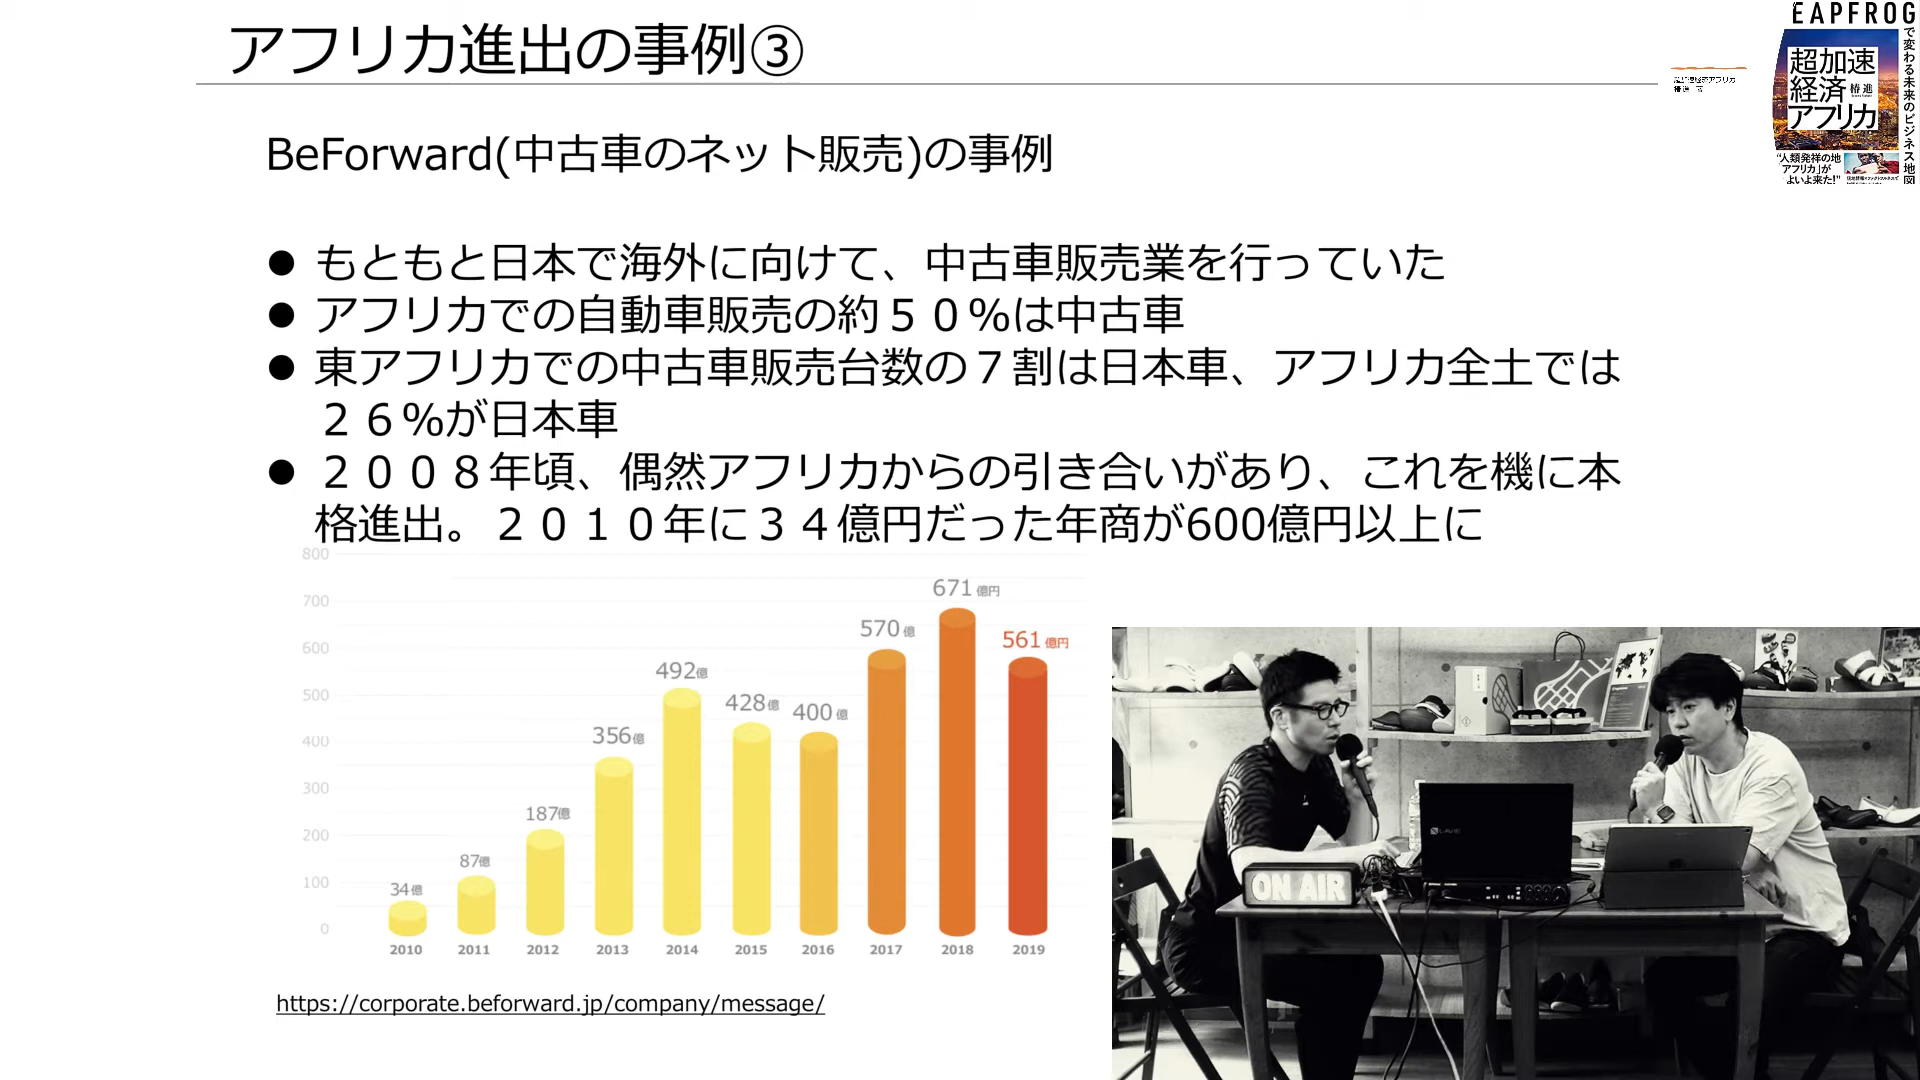 アフリカ進出の事例③
EAPFROG
で変わる未来のビジネス地図
超加速
経済
アフリカ
椿 進
"人類発祥の地
アフリカ」が
よいよ来た!"
BeForward(中古車のネット販売)の事例
● もともと日本で海外に向けて、中古車販売業を行っていた
● アフリカでの自動車販売の約５０％は中古車
● 東アフリカでの中古車販売台数の７割は日本車、アフリカ全土では
２６％が日本車
● ２００８年頃、偶然アフリカからの引き合いがあり、これを機に本
格進出。２０１０年に３４億円だった年商が600億円以上に
800
700
600
500
400
300
200
100
0
34億
87億
187億
356億
492億
428億
400億
570億
671億円
561億円
2010 2011 2012 2013 2014 2015 2016 2017 2018 2019
https://corporate.beforward.jp/company/message/
ON AIR
LAVIE